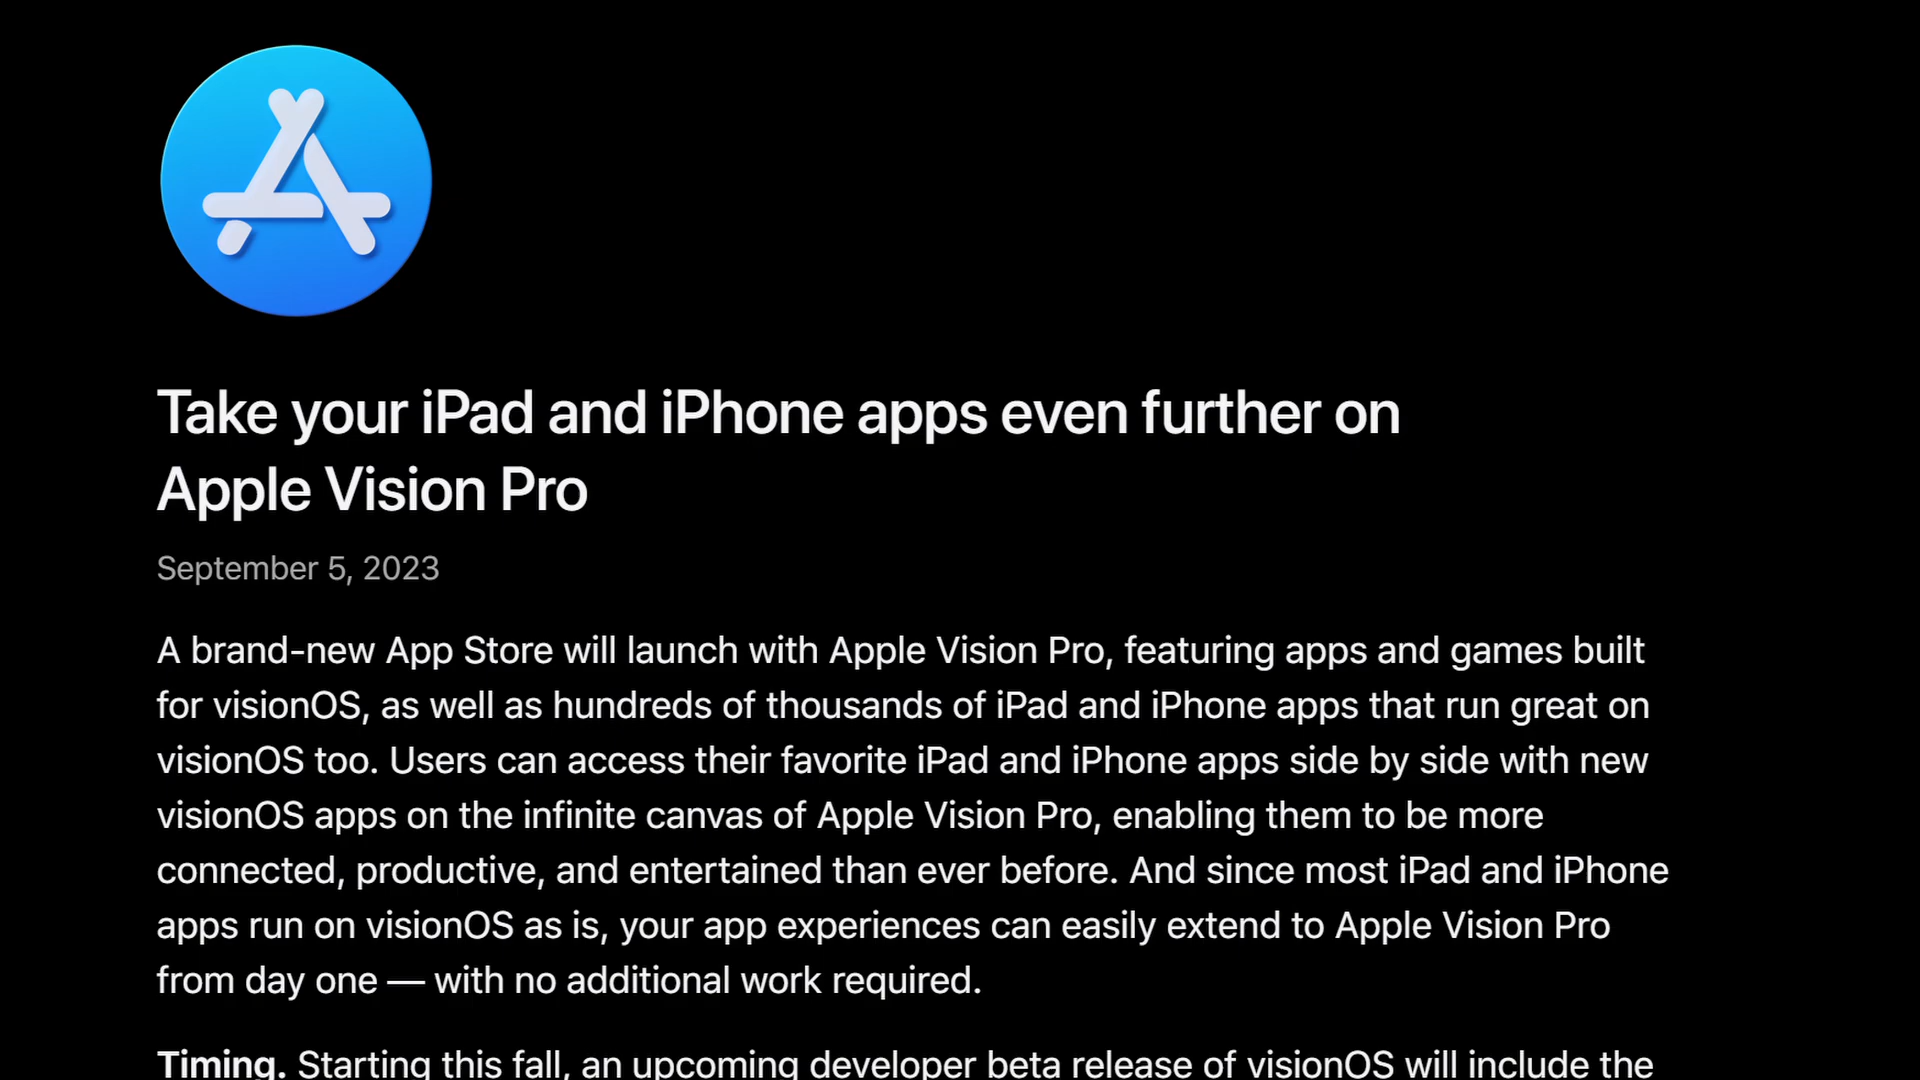 Take your iPad and iPhone apps even further on
Apple Vision Pro
September 5, 2023
A brand-new App Store will launch with Apple Vision Pro, featuring apps and games built
for visionOS, as well as hundreds of thousands of iPad and iPhone apps that run great on
visionOS too. Users can access their favorite iPad and iPhone apps side by side with new
visionOS apps on the infinite canvas of Apple Vision Pro, enabling them to be more
connected, productive, and entertained than ever before. And since most iPad and iPhone
apps run on visionOS as is, your app experiences can easily extend to Apple Vision Pro
from day one — with no additional work required.
Timing. Starting this fall, an upcoming developer beta release of visionOS will include the